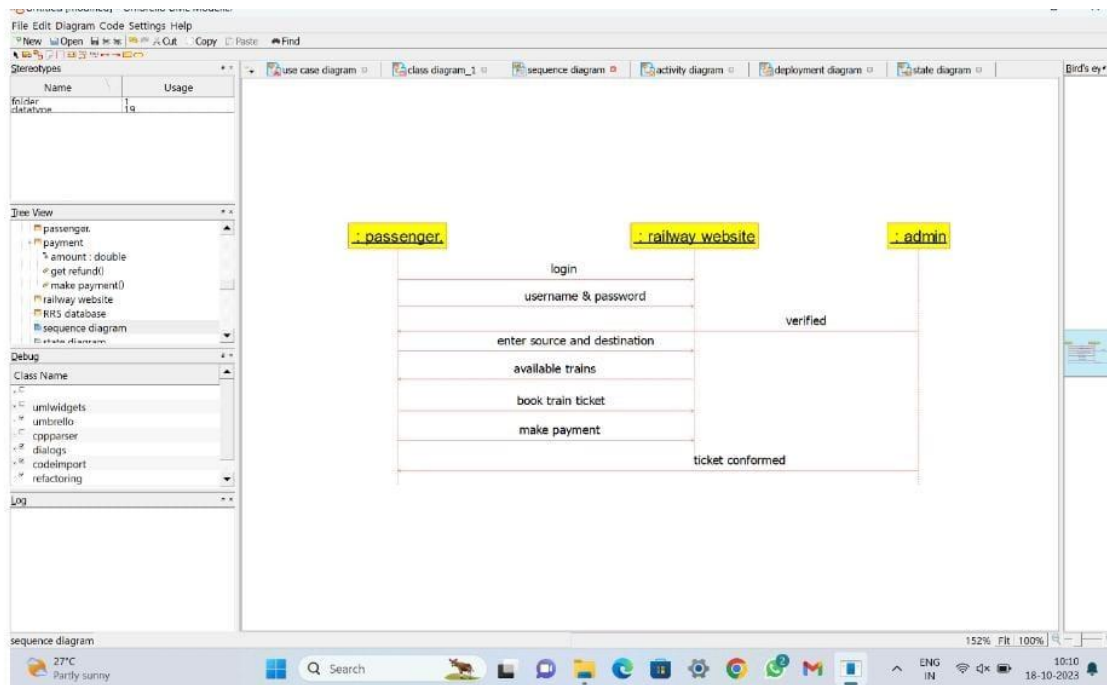 File Edit Diagram Code Settings Help
New Open Cut Copy Paste Find
Stereotypes
Name Usage
folder 1
datatype 19
use case diagram
class diagram_1
sequence diagram
activity diagram
deployment diagram
state diagram
Bird's ey
Tree View
passenger.
payment
amount : double
get refund()
make payment()
railway website
RRS database
sequence diagram
state diagram
Debug
Class Name
umlwidgets
umbrello
cppparser
dialogs
codeimport
refactoring
Log
: passenger.
: railway website
: admin
login
username & password
verified
enter source and destination
available trains
book train ticket
make payment
ticket conformed
sequence diagram
152% Fit 100%
27°C
Partly sunny
Search
2
ENG
IN
10:10
18-10-2023